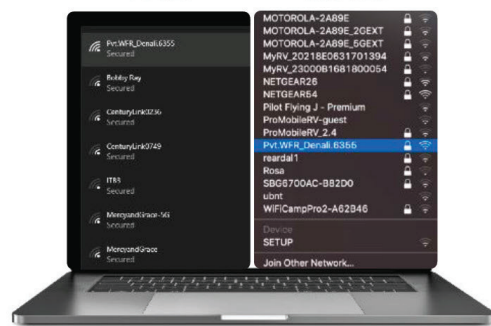 Pvt.WFR_Denali.6355
Secured
Bobby Ray
Secured
CenturyLink0236
Secured
CenturyLink0749
Secured
ITBB
Secured
MercyandGrace-5G
Secured
MercyandGrace
Secured
MOTOROLA-2A89E
MOTOROLA-2A89E_2GEXT
MOTOROLA-2A89E_5GEXT
MyRV_20218E0631701394
MyRV_23000B1681800054
NETGEAR26
NETGEAR54
Pilot Flying J - Premium
ProMobileRV-guest
ProMobileRV_2.4
Pvt.WFR_Denali.6355
reardal1
Rosa
SBG6700AC-B82D0
ubnt
WiFiCampPro2-A62B46
Device
SETUP
Join Other Network...